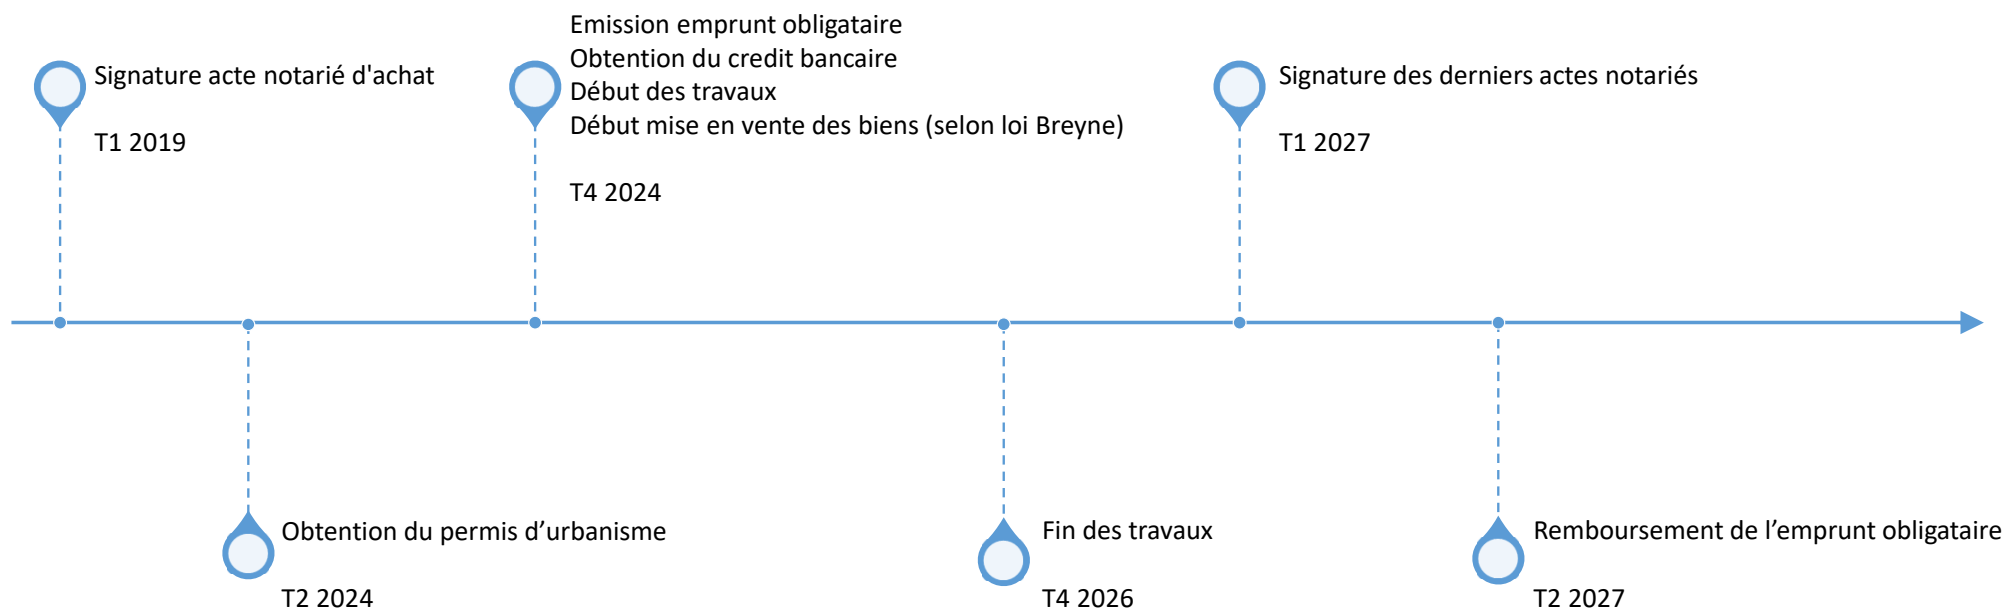 Signature acte notarié d'achat
T1 2019
Emission emprunt obligataire
Obtention du credit bancaire
Début des travaux
Début mise en vente des biens (selon loi Breyne)
T4 2024
Signature des derniers actes notariés
T1 2027
Obtention du permis d’urbanisme
T2 2024
Fin des travaux
T4 2026
Remboursement de l’emprunt obligataire
T2 2027